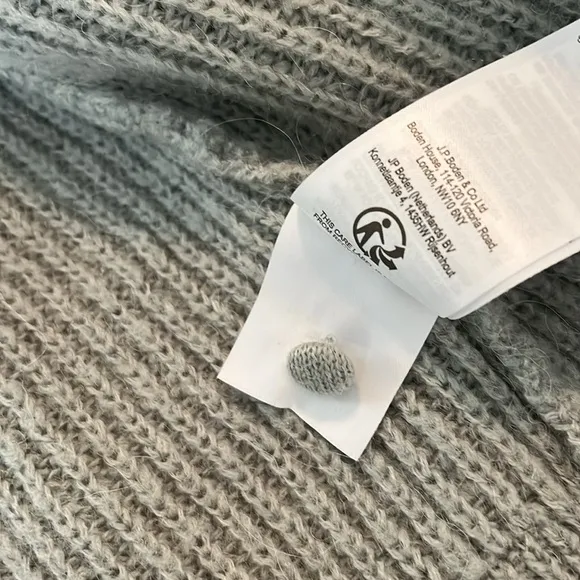 J.P. Boden & Co Ltd
Boden House, 114-120 Victoria Road,
London, NW10 6NY
JP Boden (Netherlands) BV,
Konnetlaantje 4, 1435HW Rijsenhout
THIS CARE LABEL
FROM